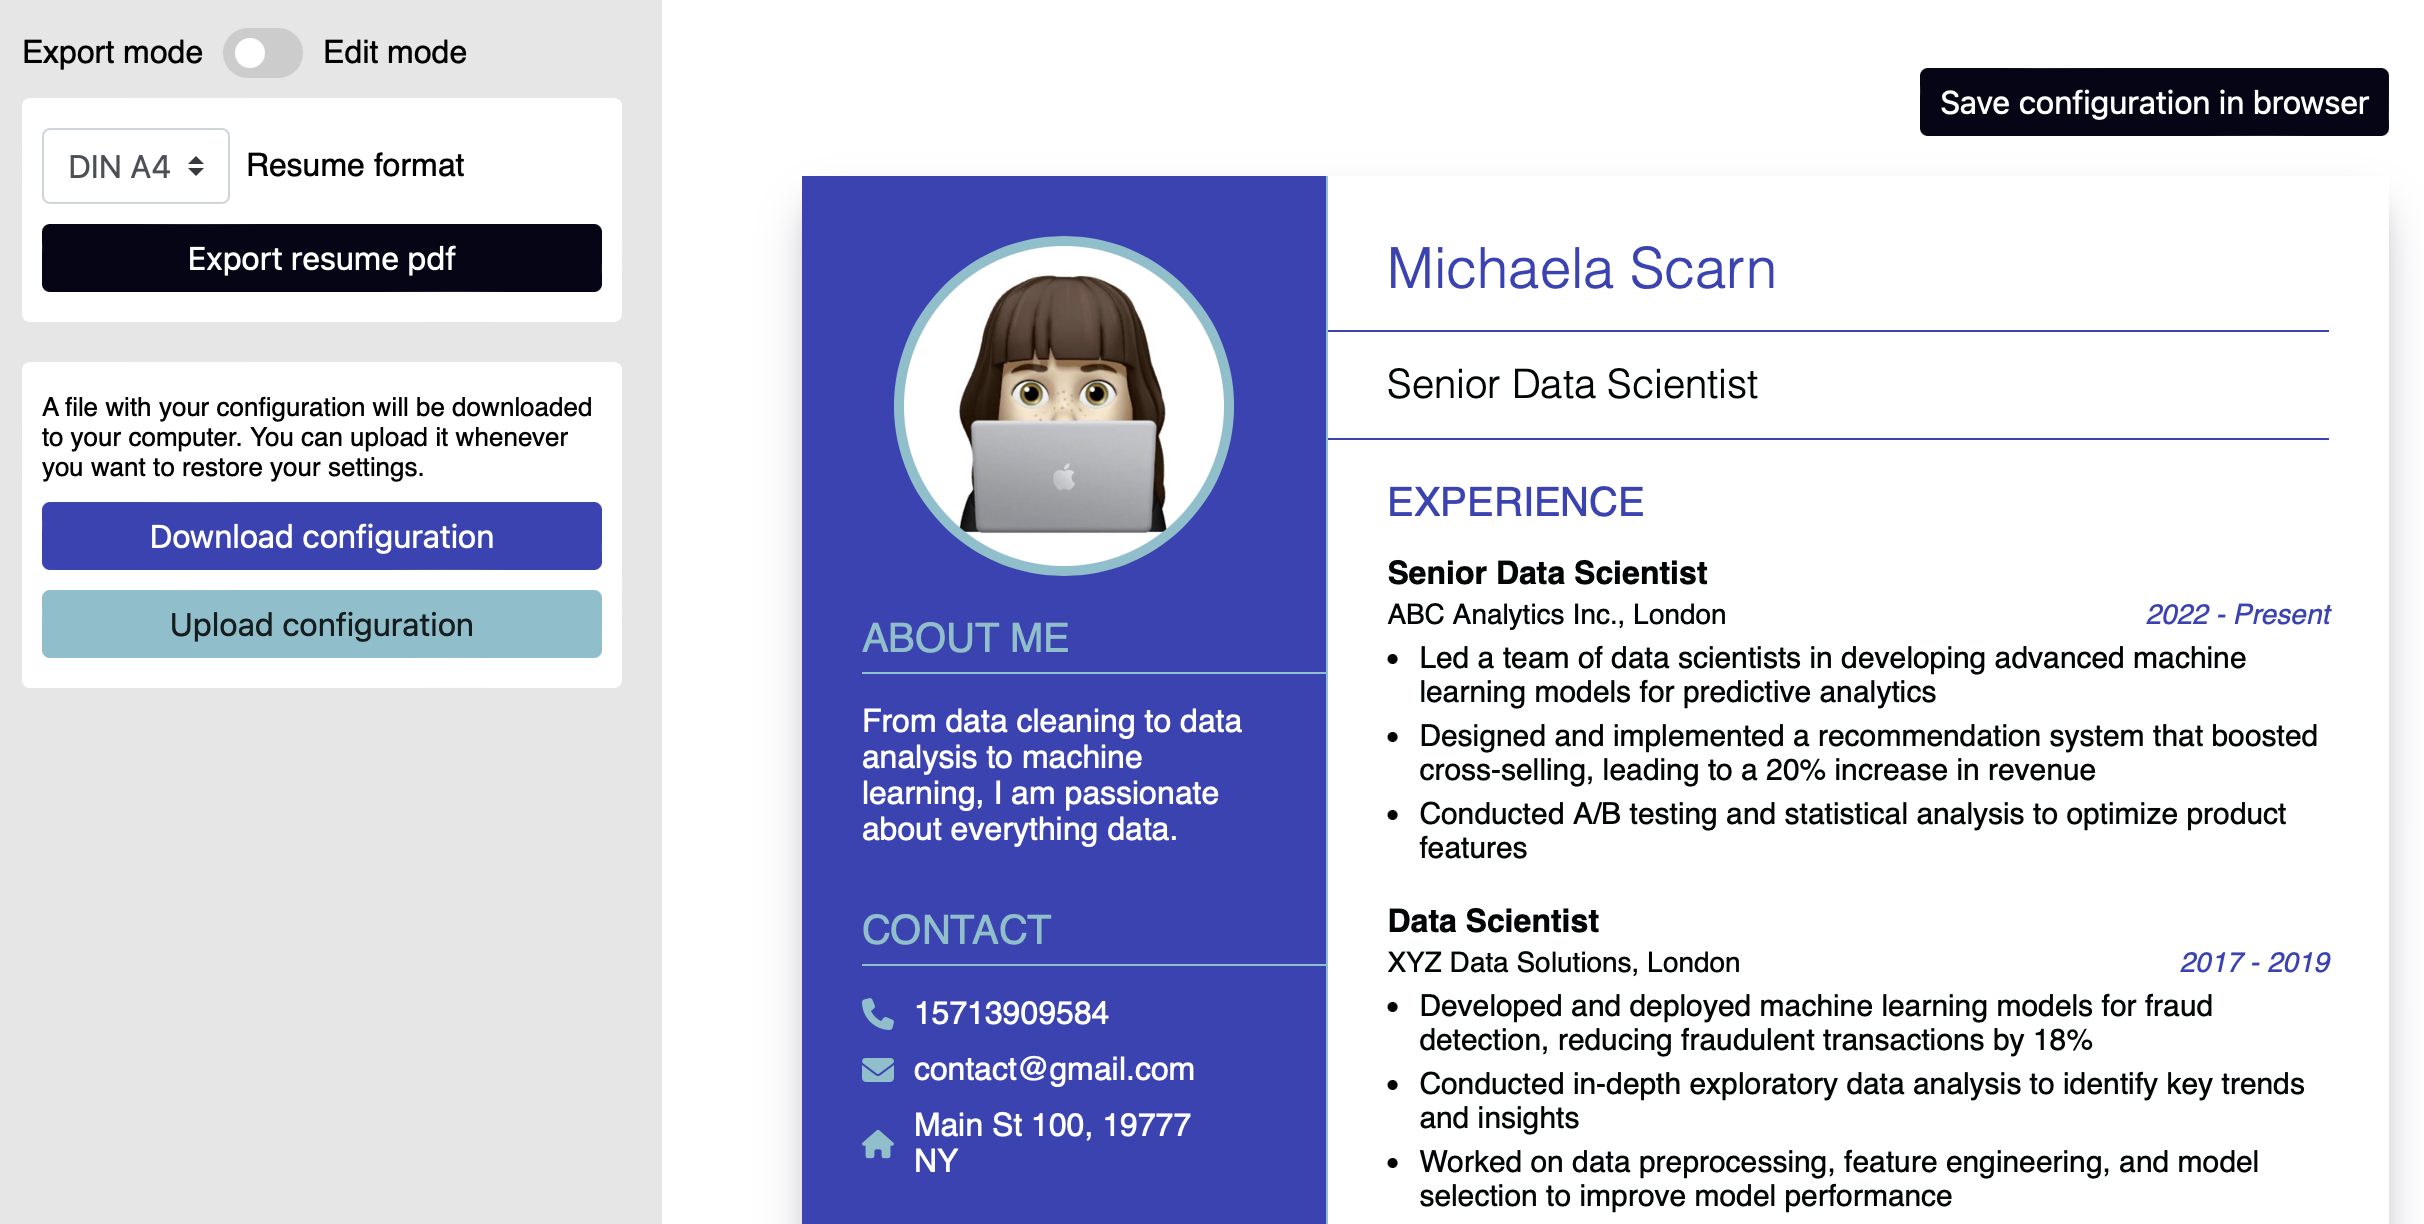 Export mode
Edit mode
DIN A4
Resume format
Export resume pdf
A file with your configuration will be downloaded
to your computer. You can upload it whenever
you want to restore your settings.
Download configuration
Upload configuration
Save configuration in browser
ABOUT ME
From data cleaning to data
analysis to machine
learning, I am passionate
about everything data.
CONTACT
15713909584
contact@gmail.com
Main St 100, 19777
NY
Michaela Scarn
Senior Data Scientist
EXPERIENCE
Senior Data Scientist
ABC Analytics Inc., London
2022 - Present
• Led a team of data scientists in developing advanced machine
learning models for predictive analytics
• Designed and implemented a recommendation system that boosted
cross-selling, leading to a 20% increase in revenue
• Conducted A/B testing and statistical analysis to optimize product
features
Data Scientist
XYZ Data Solutions, London
2017 - 2019
• Developed and deployed machine learning models for fraud
detection, reducing fraudulent transactions by 18%
• Conducted in-depth exploratory data analysis to identify key trends
and insights
• Worked on data preprocessing, feature engineering, and model
selection to improve model performance